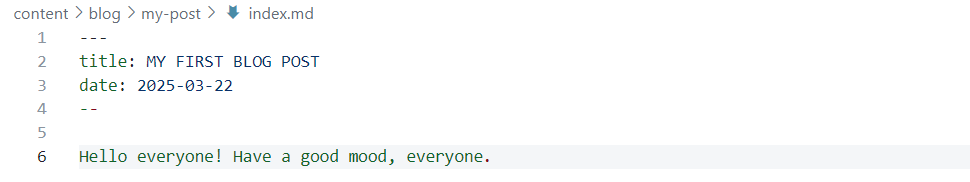 content > blog > my-post > index.md
1 ---
2 title: MY FIRST BLOG POST
3 date: 2025-03-22
4 --
5
6 Hello everyone! Have a good mood, everyone.